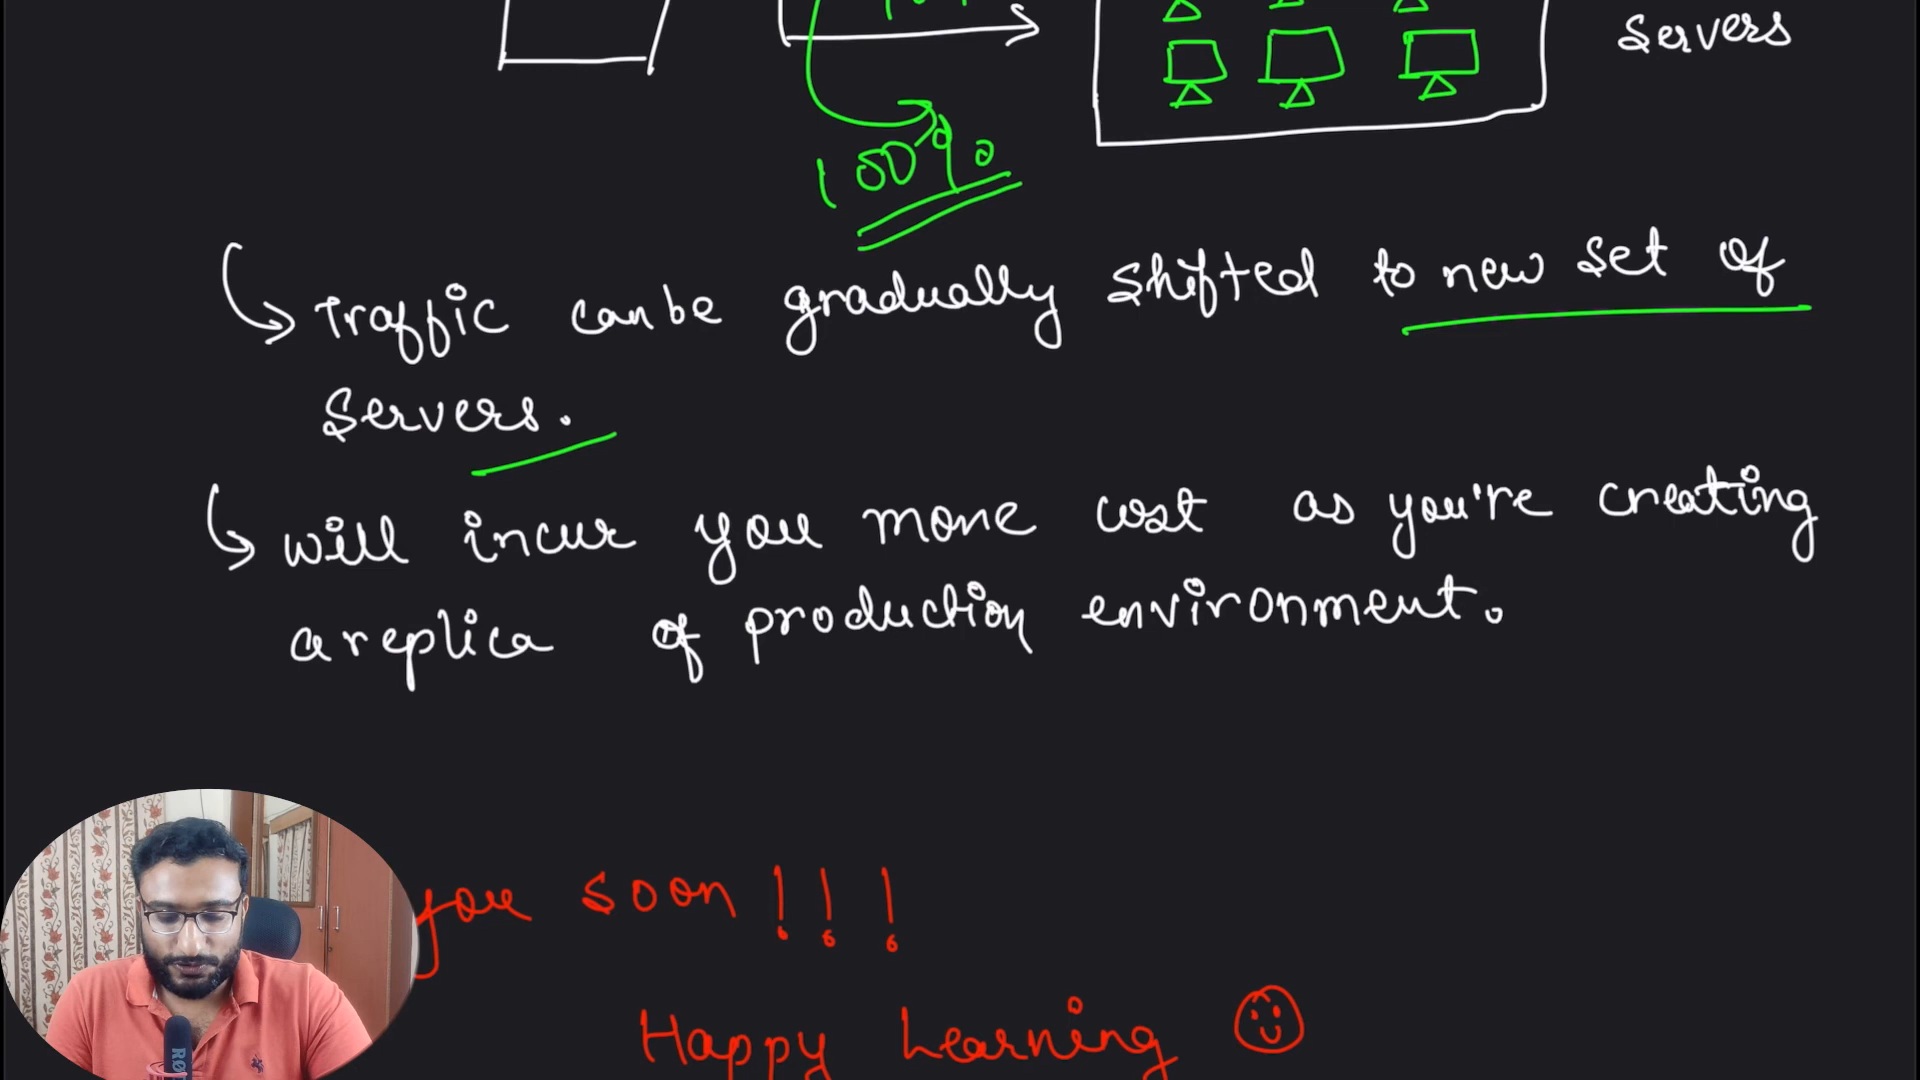 servers
100%
Traffic can be gradually shifted to new set of
servers.
will incur you more cost as you're creating
a replica of production environment.
you soon!!!
Happy Learning